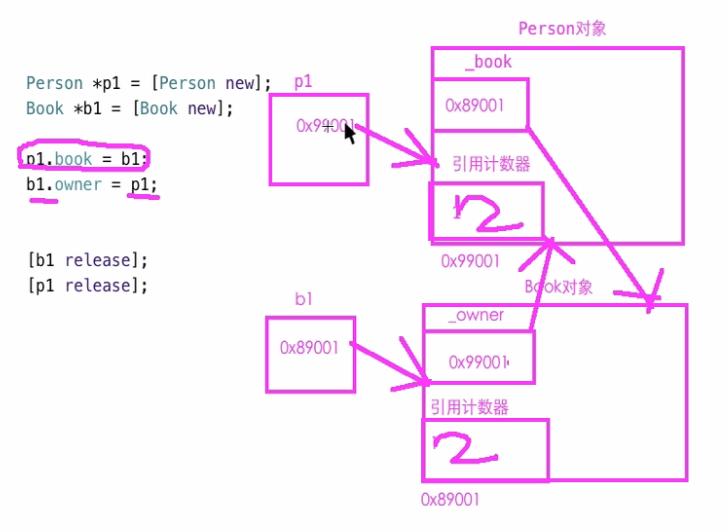 Person *p1 = [Person new];
Book *b1 = [Book new];
p1.book = b1;
b1.owner = p1;
[b1 release];
[p1 release];
p1
0x99001
Person对象
_book
0x89001
引用计数器
2
0x99001
b1
0x89001
Book对象
_owner
0x99001
引用计数器
2
0x89001